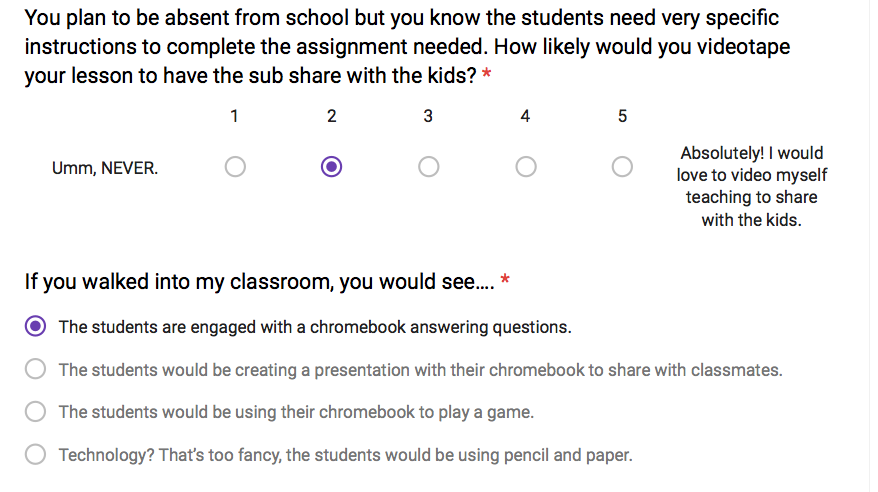 You plan to be absent from school but you know the students need very specific
instructions to complete the assignment needed. How likely would you videotape
your lesson to have the sub share with the kids? *
1 2 3 4 5
Umm, NEVER.
Absolutely! I would
love to video myself
teaching to share
with the kids.
If you walked into my classroom, you would see.... *
The students are engaged with a chromebook answering questions.
The students would be creating a presentation with their chromebook to share with classmates.
The students would be using their chromebook to play a game.
Technology? That's too fancy, the students would be using pencil and paper.